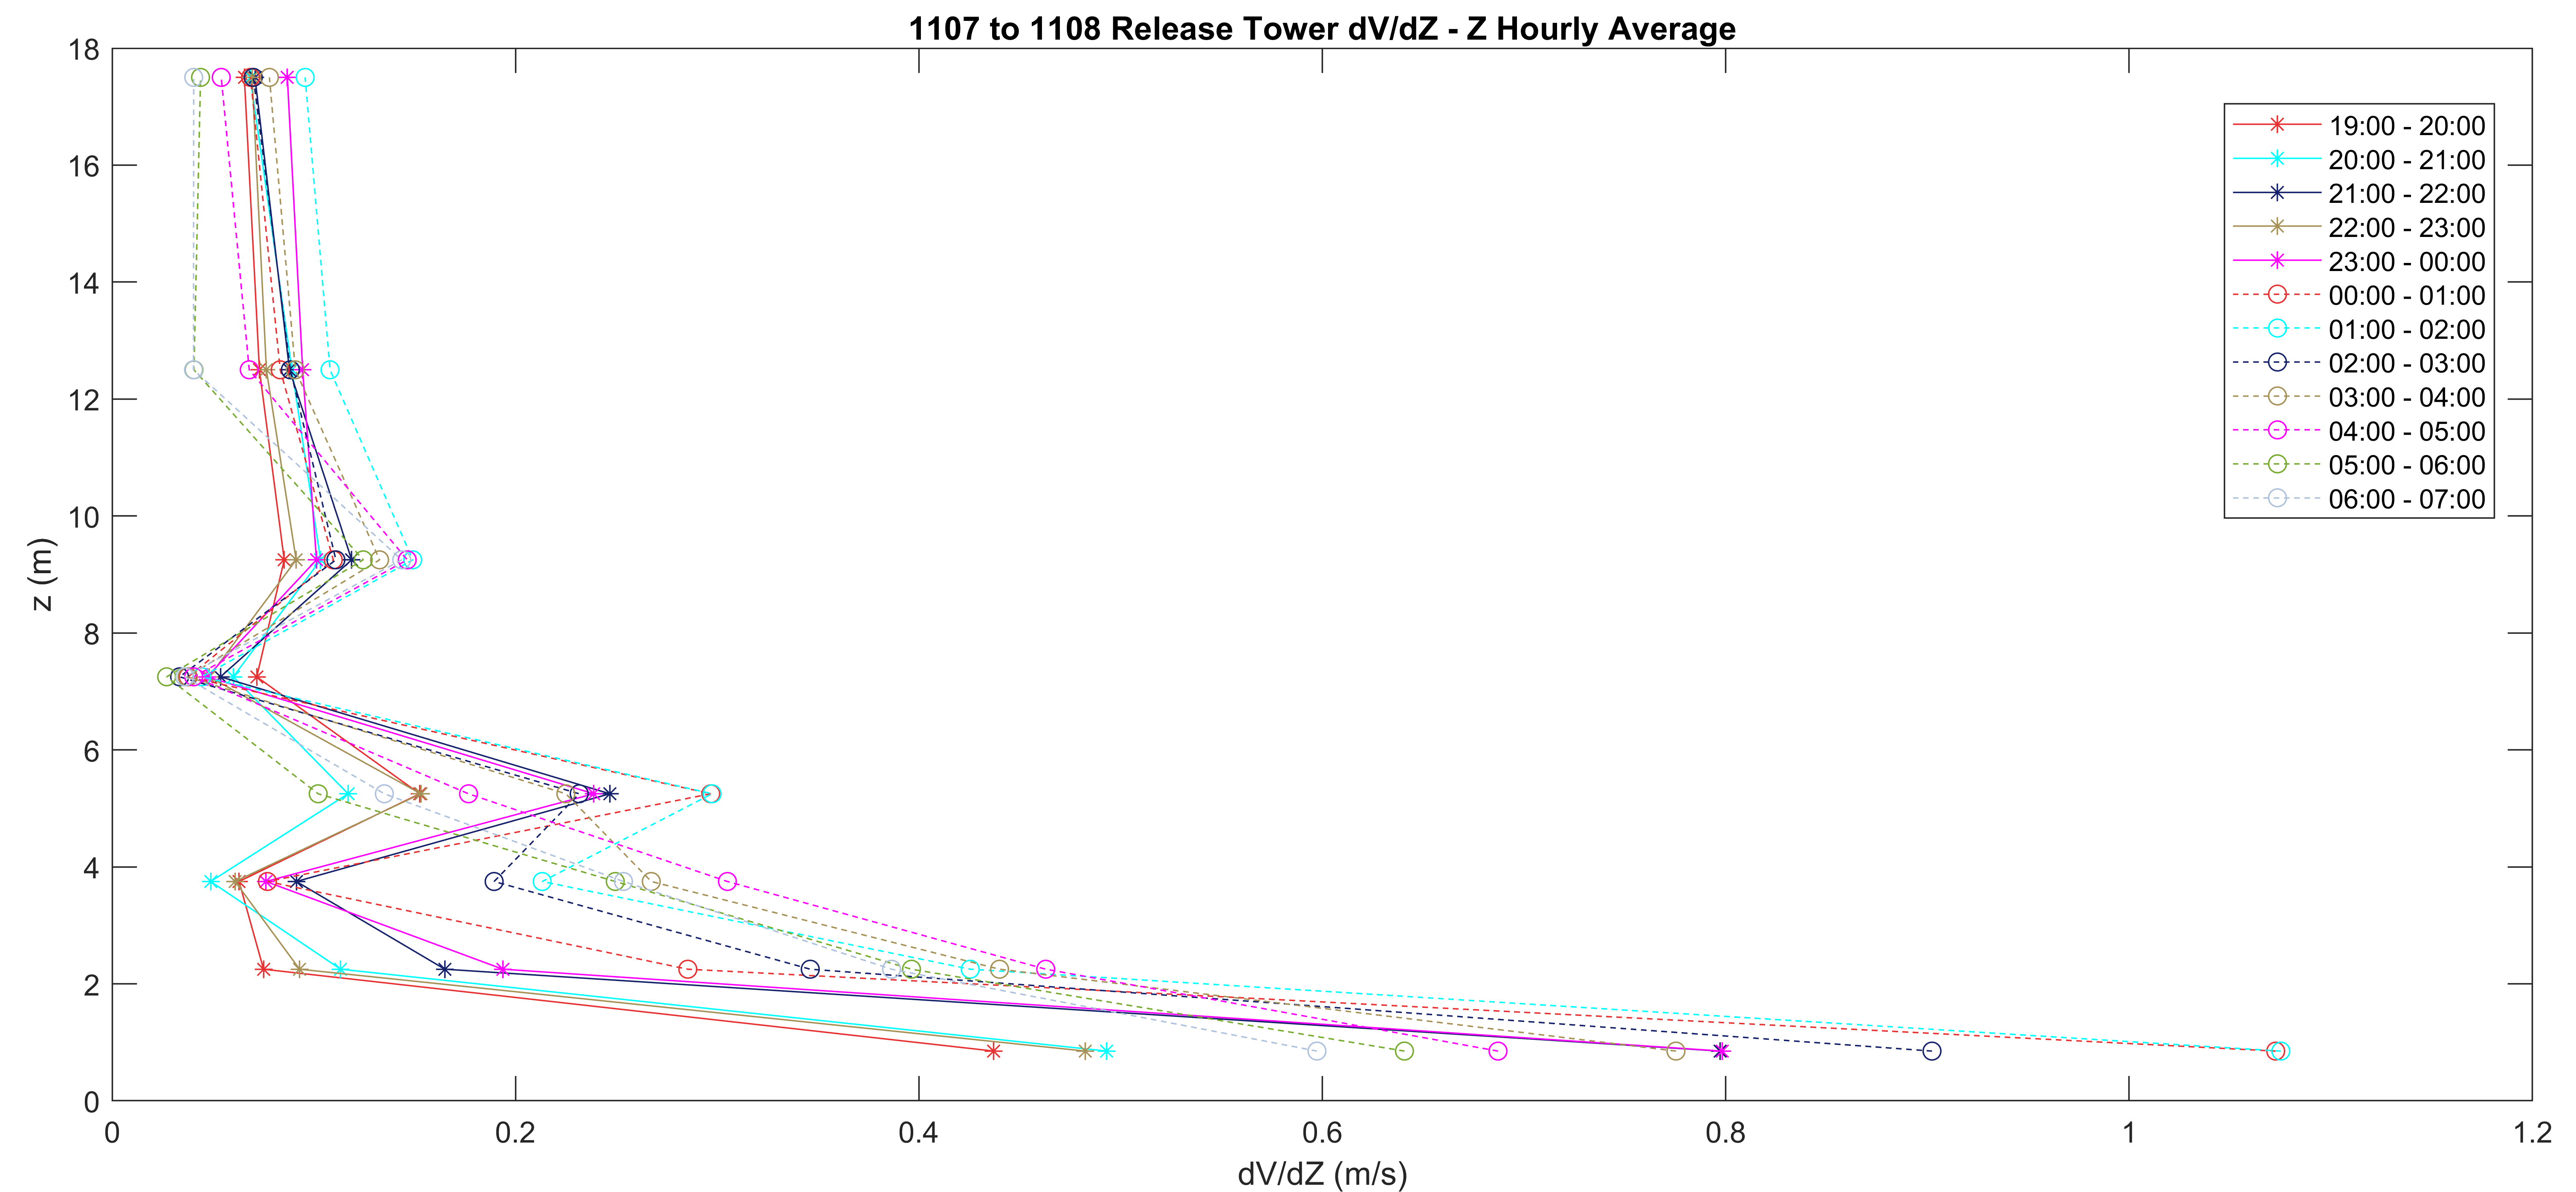 1107 to 1108 Release Tower dV/dZ - Z Hourly Average
18
16
14
12
10
8
6
4
2
0
z (m)
19:00 - 20:00
20:00 - 21:00
21:00 - 22:00
22:00 - 23:00
23:00 - 00:00
00:00 - 01:00
01:00 - 02:00
02:00 - 03:00
03:00 - 04:00
04:00 - 05:00
05:00 - 06:00
06:00 - 07:00
0 0.2 0.4 0.6 0.8 1 1.2
dV/dZ (m/s)